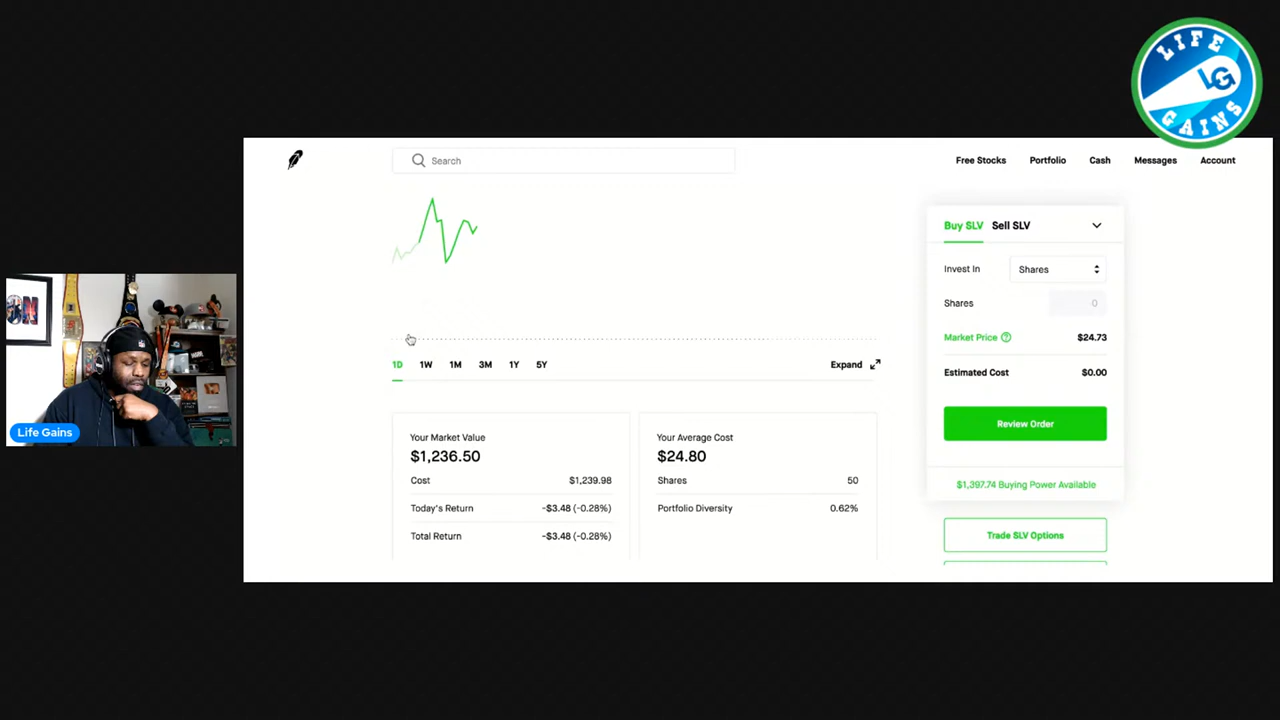 LIFE
LG
GAINS
Search
Free Stocks
Portfolio
Cash
Messages
Account
Buy SLV
Sell SLV
Invest In
Shares
Shares
0
Market Price
$24.73
Estimated Cost
$0.00
Review Order
$1,397.74 Buying Power Available
Trade SLV Options
1D
1W
1M
3M
1Y
5Y
Expand
Your Market Value
$1,236.50
Cost
$1,239.98
Today's Return
-$3.48 (-0.28%)
Total Return
-$3.48 (-0.28%)
Your Average Cost
$24.80
Shares
50
Portfolio Diversity
0.62%
Life Gains